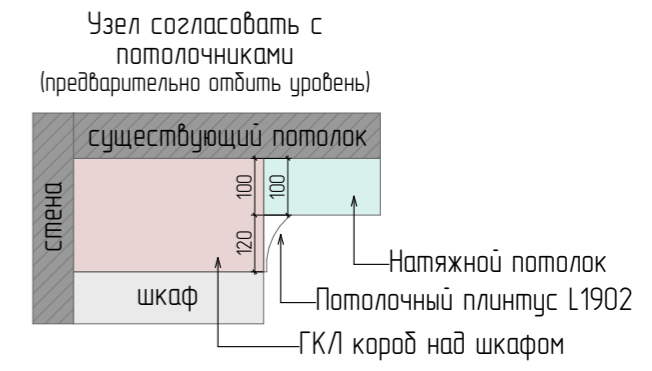 Узел согласовать с
потолочниками
(предварительно отбить уровень)
существующий потолок
стена
100
100
120
шкаф
Натяжной потолок
Потолочный плинтус L1902
ГКЛ короб над шкафом